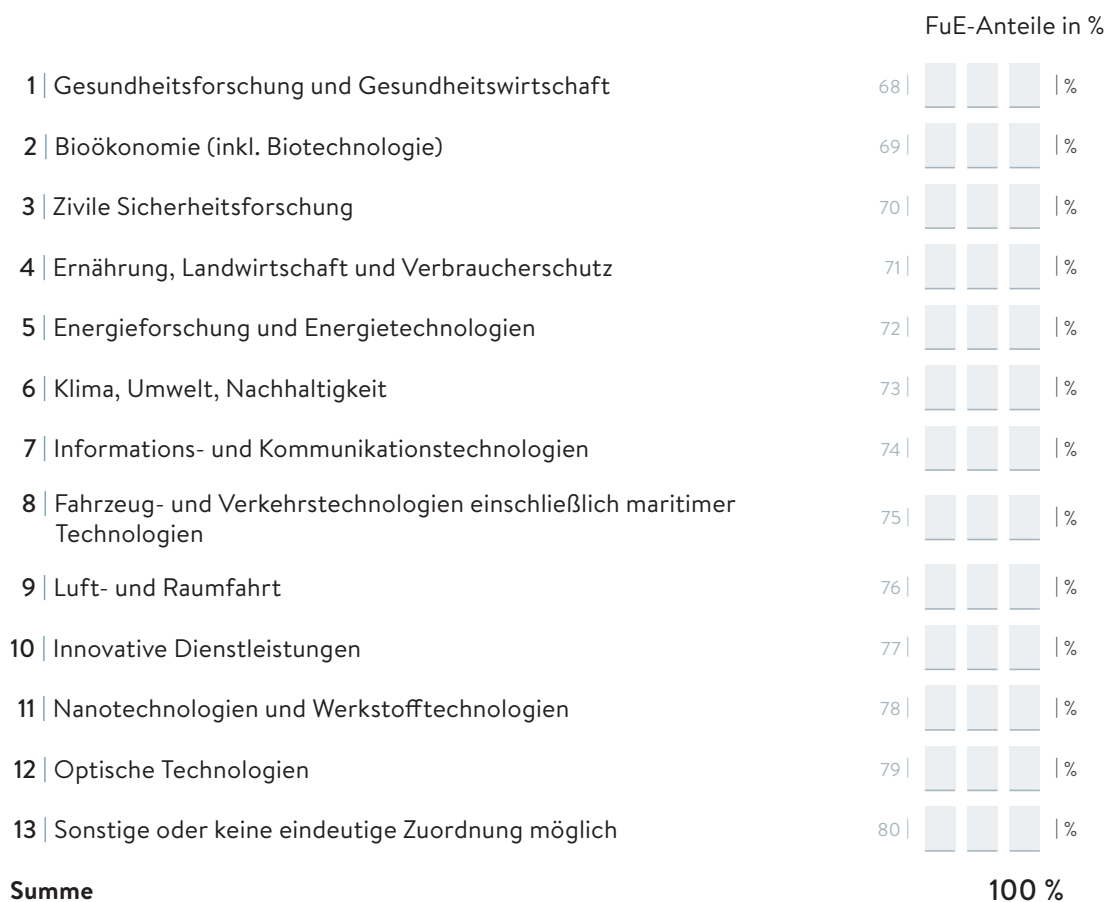 FuE-Anteile in %
1 | Gesundheitsforschung und Gesundheitswirtschaft 68 | | %
2 | Bioökonomie (inkl. Biotechnologie) 69 | | %
3 | Zivile Sicherheitsforschung 70 | | %
4 | Ernährung, Landwirtschaft und Verbraucherschutz 71 | | %
5 | Energieforschung und Energietechnologien 72 | | %
6 | Klima, Umwelt, Nachhaltigkeit 73 | | %
7 | Informations- und Kommunikationstechnologien 74 | | %
8 | Fahrzeug- und Verkehrstechnologien einschließlich maritimer
Technologien 75 | | %
9 | Luft- und Raumfahrt 76 | | %
10 | Innovative Dienstleistungen 77 | | %
11 | Nanotechnologien und Werkstofftechnologien 78 | | %
12 | Optische Technologien 79 | | %
13 | Sonstige oder keine eindeutige Zuordnung möglich 80 | | %
Summe 100 %